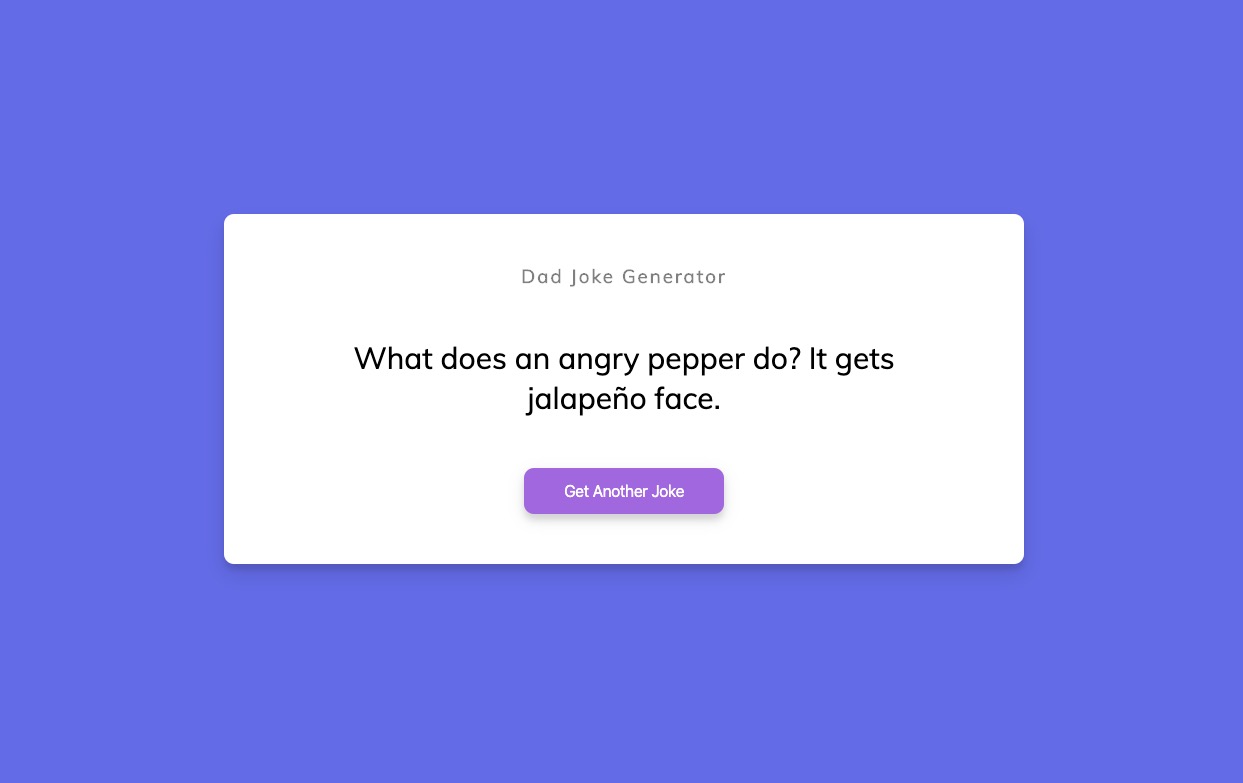 Dad Joke Generator
What does an angry pepper do? It gets
jalapeño face.
Get Another Joke